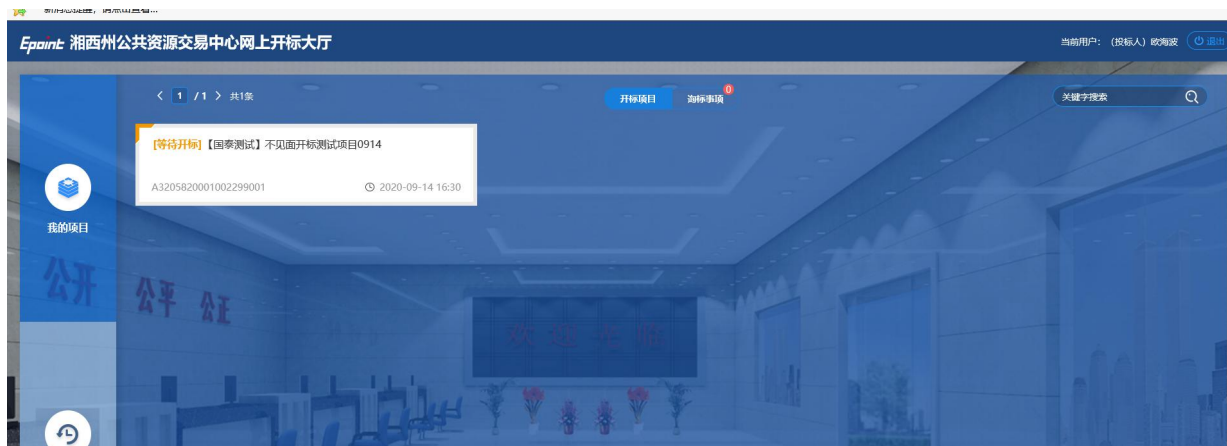 Epoint 湘西州公共资源交易中心网上开标大厅
当前用户： (投标人) 欧海波 退出
1 / 1 共1条
开标项目 询标事项 0
关键字搜索
[等待开标]【国泰测试】不见面开标测试项目0914
A3205820001002299001 2020-09-14 16:30
我的项目
公开 公平 公正
欢迎光临